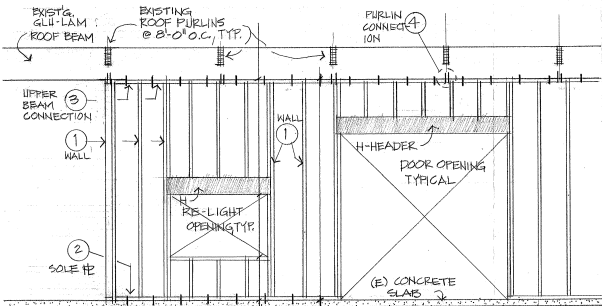 EXIST'G.
GLU-LAM
ROOF BEAM
EXISTING
ROOF PURLINS
@ 8'-0" O.C., TYP.
PURLIN
CONNECT-
ION
4
UPPER
BEAM
CONNECTION
3
1
WALL
WALL
1
H-HEADER
DOOR OPENING
TYPICAL
H
RE-LIGHT
OPENING TYP.
2
SOLE PL
(E) CONCRETE
SLAB